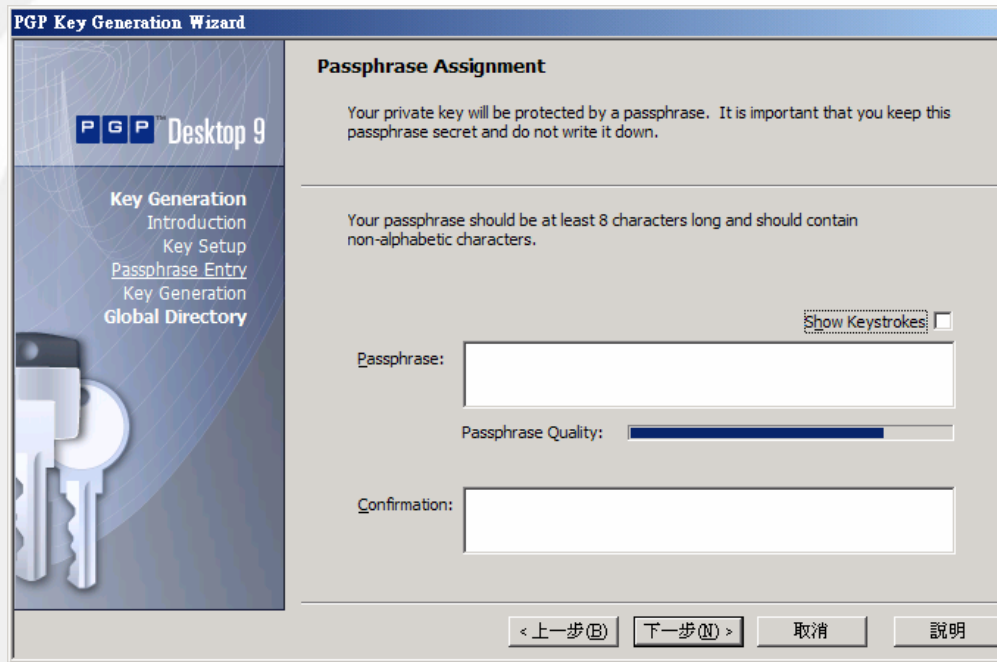 PGP Key Generation Wizard
PGP™ Desktop 9
Key Generation
Introduction
Key Setup
Passphrase Entry
Key Generation
Global Directory
Passphrase Assignment
Your private key will be protected by a passphrase. It is important that you keep this
passphrase secret and do not write it down.
Your passphrase should be at least 8 characters long and should contain
non-alphabetic characters.
Show Keystrokes
Passphrase:
Passphrase Quality:
Confirmation:
<上一步(B) 下一步(N)> 取消 說明